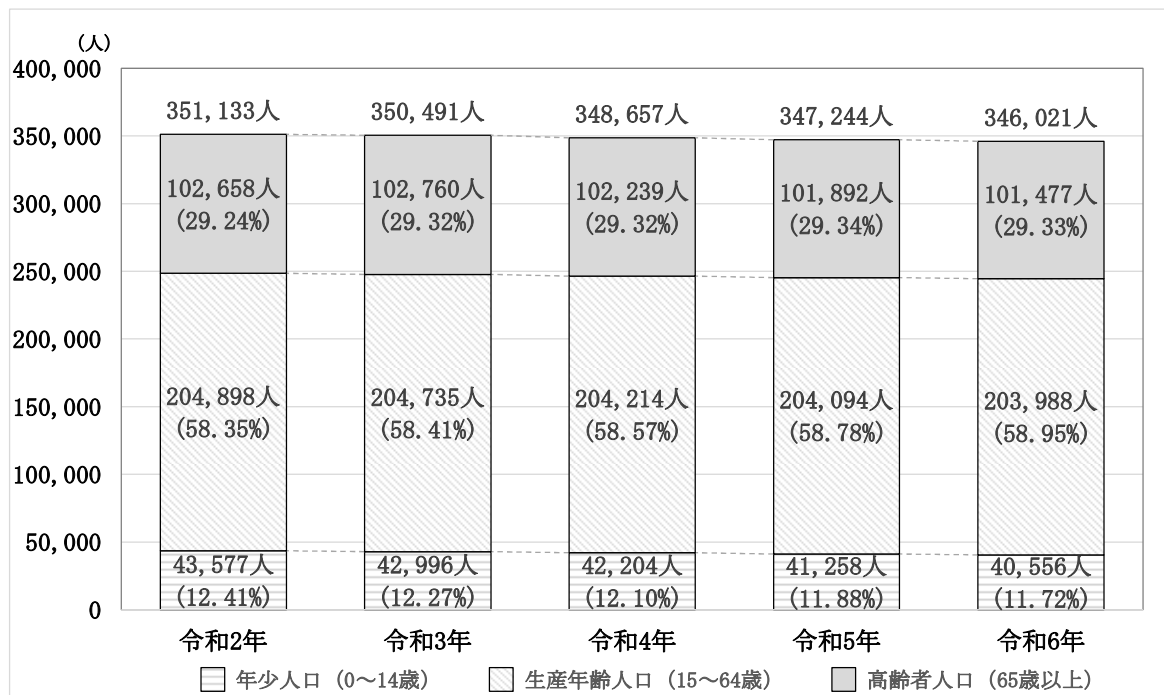 (人)
400,000
350,000
300,000
250,000
200,000
150,000
100,000
50,000
0
351,133人
350,491人
348,657人
347,244人
346,021人
102,658人
(29.24%)
102,760人
(29.32%)
102,239人
(29.32%)
101,892人
(29.34%)
101,477人
(29.33%)
204,898人
(58.35%)
204,735人
(58.41%)
204,214人
(58.57%)
204,094人
(58.78%)
203,988人
(58.95%)
43,577人
(12.41%)
42,996人
(12.27%)
42,204人
(12.10%)
41,258人
(11.88%)
40,556人
(11.72%)
令和2年
令和3年
令和4年
令和5年
令和6年
年少人口（0～14歳）
生産年齢人口（15～64歳）
高齢者人口（65歳以上）